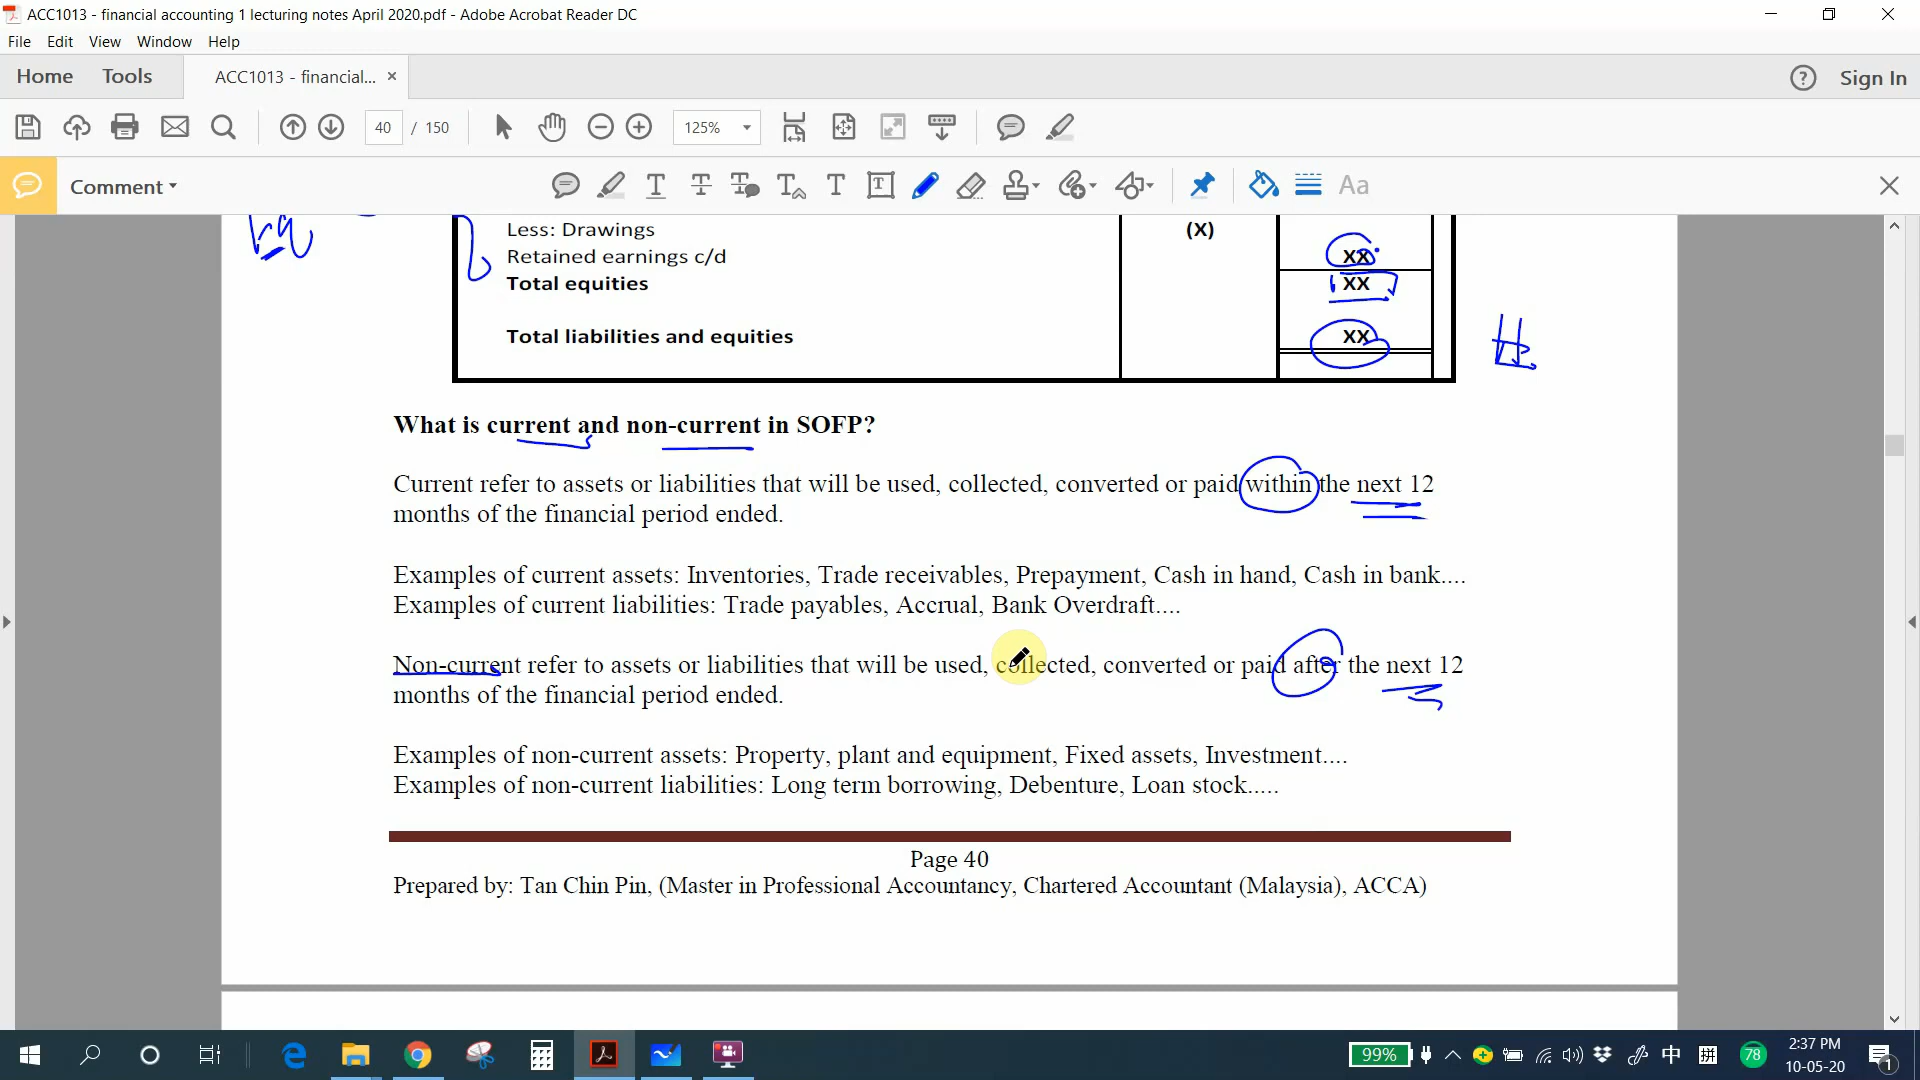 ACC1013 - financial accounting 1 lecturing notes April 2020.pdf - Adobe Acrobat Reader DC
File Edit View Window Help
Home Tools ACC1013 - financial... × ? Sign In
40 / 150 125%
Comment T T T T T Aa
Less: Drawings (X)
Retained earnings c/d XX
Total equities XX
Total liabilities and equities XX
What is current and non-current in SOFP?
Current refer to assets or liabilities that will be used, collected, converted or paid within the next 12
months of the financial period ended.
Examples of current assets: Inventories, Trade receivables, Prepayment, Cash in hand, Cash in bank....
Examples of current liabilities: Trade payables, Accrual, Bank Overdraft....
Non-current refer to assets or liabilities that will be used, collected, converted or paid after the next 12
months of the financial period ended.
Examples of non-current assets: Property, plant and equipment, Fixed assets, Investment....
Examples of non-current liabilities: Long term borrowing, Debenture, Loan stock.....
Page 40
Prepared by: Tan Chin Pin, (Master in Professional Accountancy, Chartered Accountant (Malaysia), ACCA)
99% 中 拼 78 2:37 PM
10-05-20 1